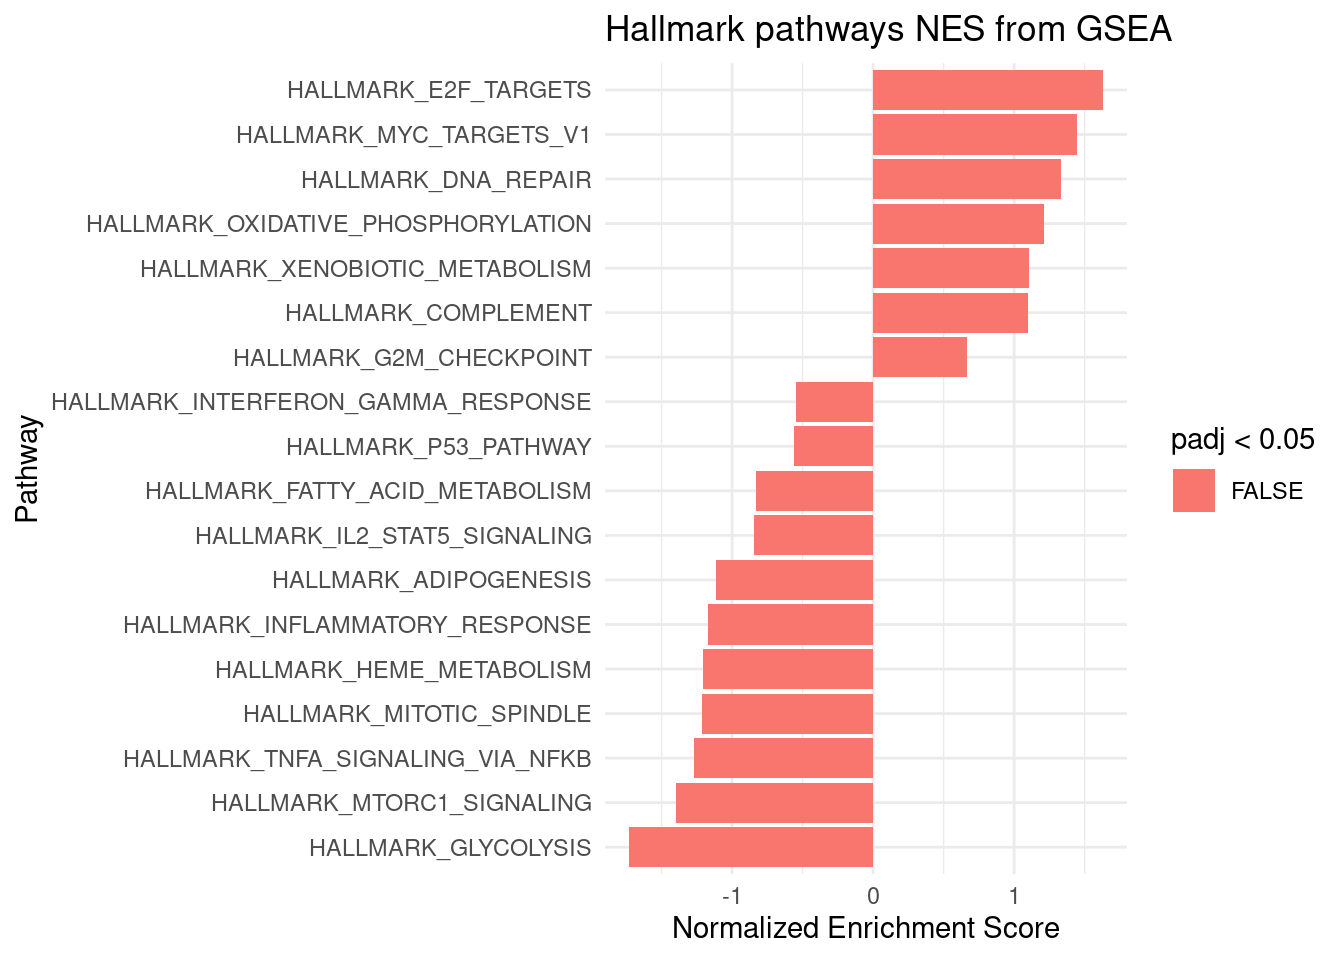 Hallmark pathways NES from GSEA
HALLMARK_E2F_TARGETS
HALLMARK_MYC_TARGETS_V1
HALLMARK_DNA_REPAIR
HALLMARK_OXIDATIVE_PHOSPHORYLATION
HALLMARK_XENOBIOTIC_METABOLISM
HALLMARK_COMPLEMENT
HALLMARK_G2M_CHECKPOINT
HALLMARK_INTERFERON_GAMMA_RESPONSE
HALLMARK_P53_PATHWAY
HALLMARK_FATTY_ACID_METABOLISM
HALLMARK_IL2_STAT5_SIGNALING
HALLMARK_ADIPOGENESIS
HALLMARK_INFLAMMATORY_RESPONSE
HALLMARK_HEME_METABOLISM
HALLMARK_MITOTIC_SPINDLE
HALLMARK_TNFA_SIGNALING_VIA_NFKB
HALLMARK_MTORC1_SIGNALING
HALLMARK_GLYCOLYSIS
Pathway
-1 0 1
Normalized Enrichment Score
padj < 0.05
FALSE